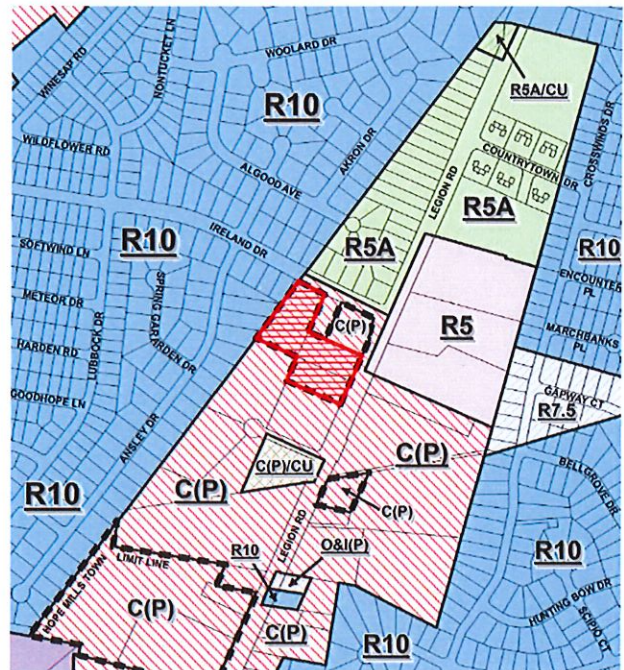 WINESAP RD
NONTUCKET LN
WOOLARD DR
R10
R5A/CU
AKRON DR
WILDFLOWER RD
ALGOOD AVE
LEGION RD
COUNTRYTOWN DR
CROSSWINDS DR
IRELAND DR
R10
R5A
R5A
R10
SOFTWIND LN
SPRING GARY
METEOR DR
LUBBOCK DR
ARDEN DR
HARDEN RD
GOODHOPE LN
ANSLEY DR
C(P)
R5
ENCOUNTER PL
MARCHBANKS PL
GAPWAY CT
R7.5
C(P)/CU
C(P)
C(P)
C(P)
BELLGROVE DR
R10
LEGION RD
R10
O&I(P)
R10
HOPE MILLS TOWN
LIMIT LINE
C(P)
C(P)
R10
HUNTING BOW DR
SCIPIO CT